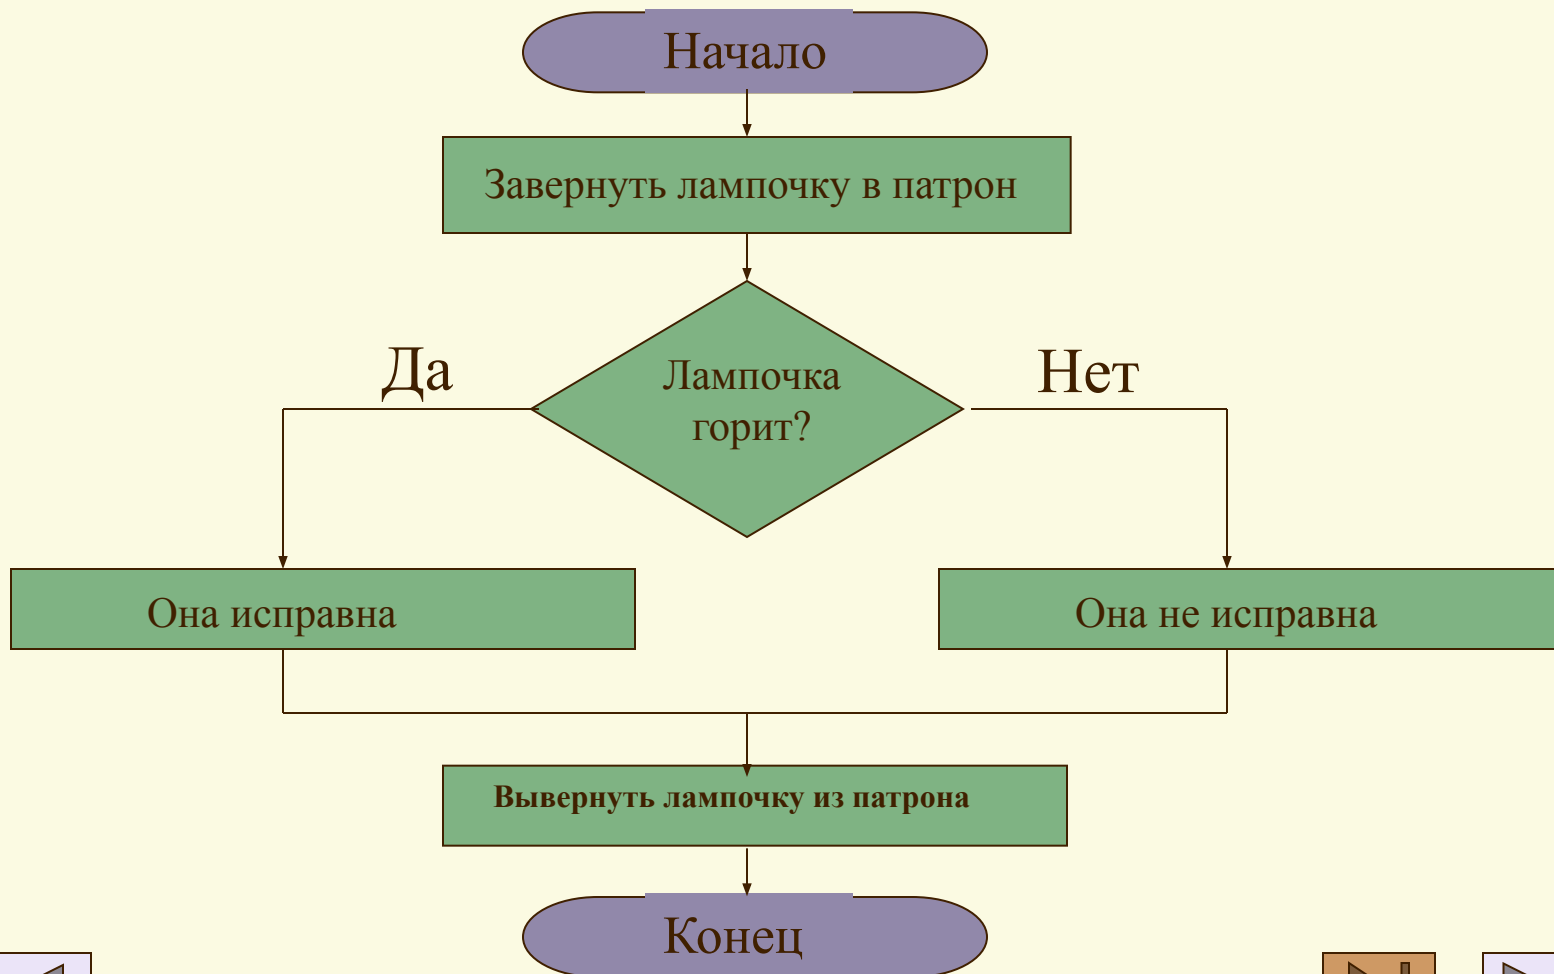 Начало
Завернуть лампочку в патрон
Да
Лампочка
горит?
Нет
Она исправна
Она не исправна
Вывернуть лампочку из патрона
Конец